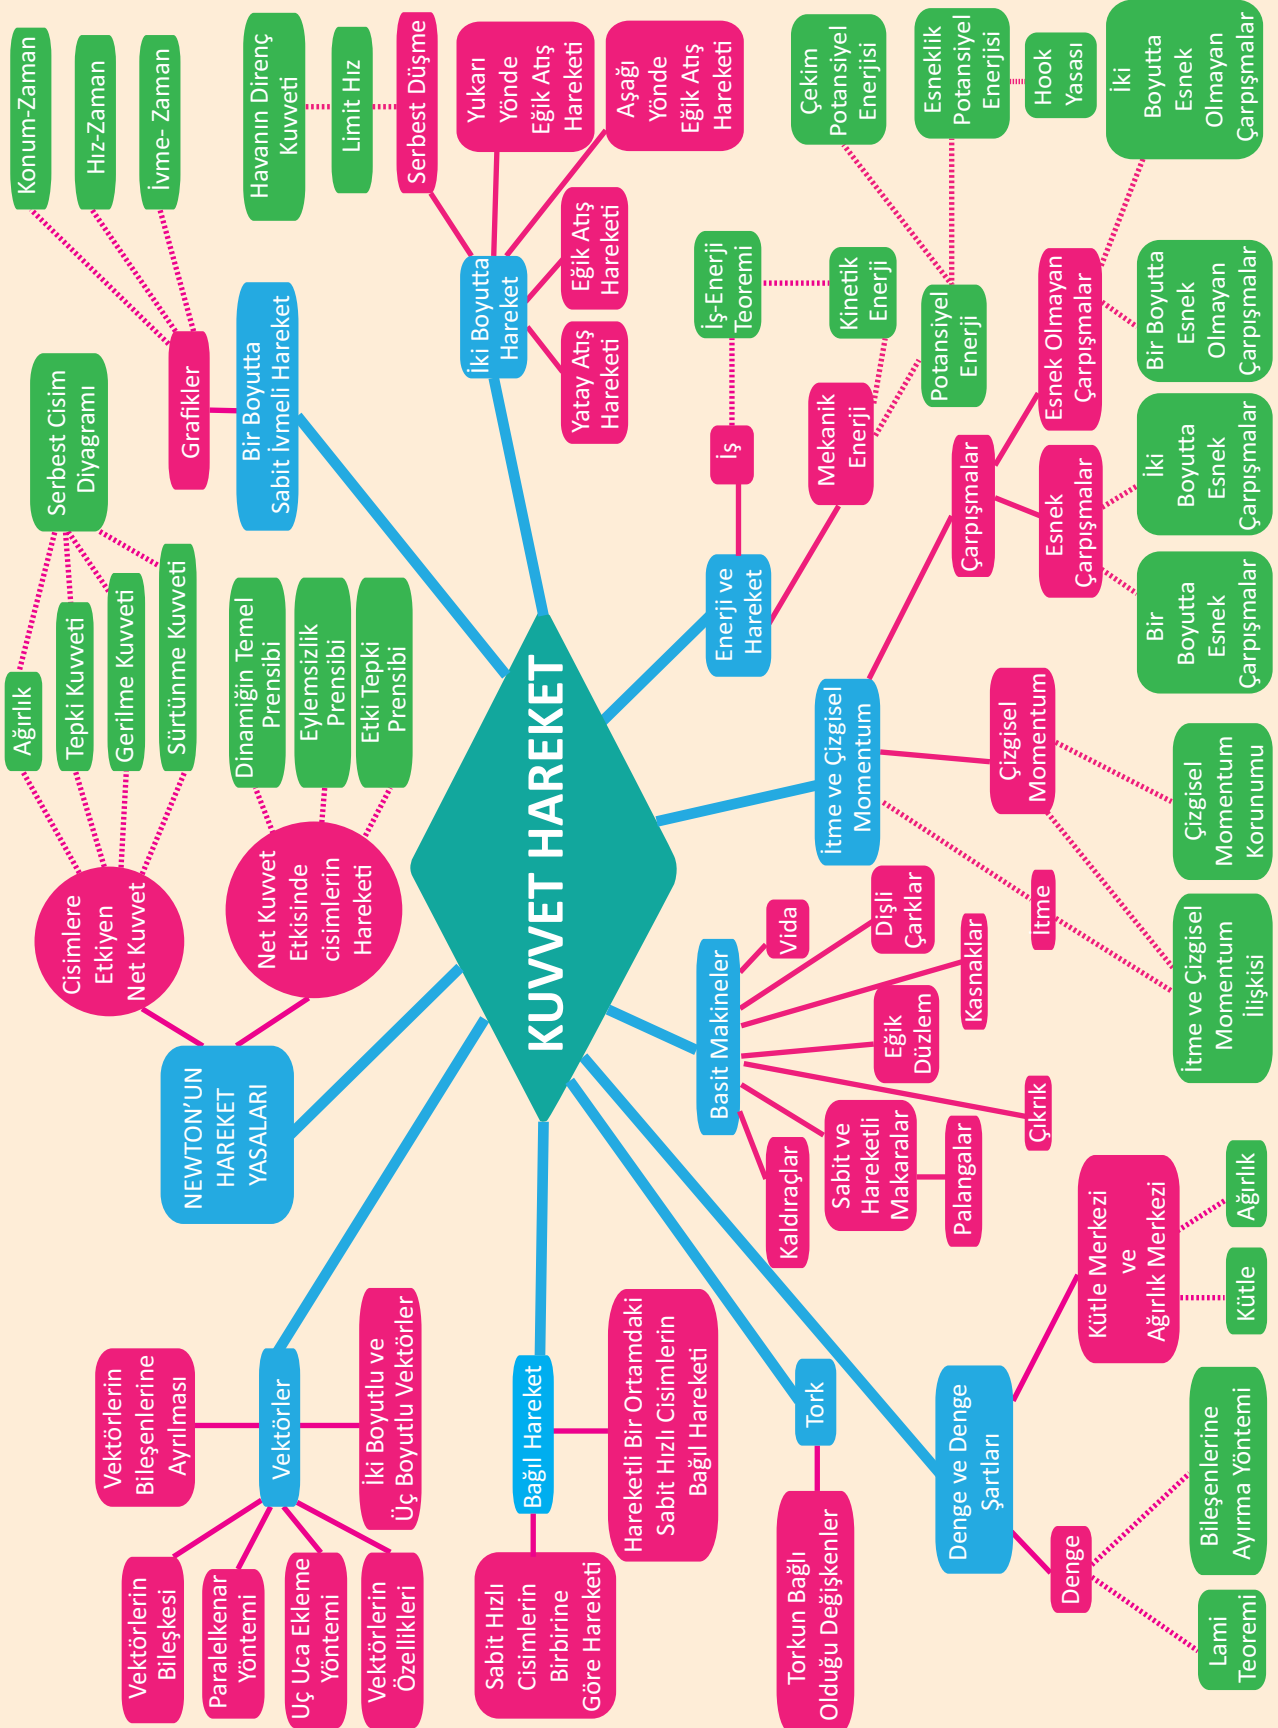 KUVVET HAREKET
Vektörler
Vektörlerin
Bileşkesi
Paralelkenar
Yöntemi
Uç Uca Ekleme
Yöntemi
Vektörlerin
Özellikleri
Vektörlerin
Bileşenlerine
Ayrılması
İki Boyutlu ve
Üç Boyutlu Vektörler
NEWTON'UN
HAREKET
YASALARI
Cisimlere
Etkiyen
Net Kuvvet
Ağırlık
Tepki Kuvveti
Gerilme Kuvveti
Sürtünme Kuvveti
Serbest Cisim
Diyagramı
Net Kuvvet
Etkisinde
cisimlerin
Hareketi
Dinamiğin Temel
Prensibi
Eylemsizlik
Prensibi
Etki Tepki
Prensibi
Bir Boyutta
Sabit İvmeli Hareket
Grafikler
Konum-Zaman
Hız-Zaman
İvme- Zaman
İki Boyutta
Hareket
Serbest Düşme
Limit Hız
Havanın Direnç
Kuvveti
Yukarı
Yönde
Eğik Atış
Hareketi
Aşağı
Yönde
Eğik Atış
Hareketi
Eğik Atış
Hareketi
Yatay Atış
Hareketi
Bağıl Hareket
Sabit Hızlı
Cisimlerin
Birbirine
Göre Hareketi
Hareketli Bir Ortamdaki
Sabit Hızlı Cisimlerin
Bağıl Hareketi
Enerji ve
Hareket
İş
İş-Enerji
Teoremi
Mekanik
Enerji
Kinetik
Enerji
Potansiyel
Enerji
Çekim
Potansiyel
Enerjisi
Esneklik
Potansiyel
Enerjisi
Hook
Yasası
İtme ve Çizgisel
Momentum
Çarpışmalar
Esnek
Çarpışmalar
Bir
Boyutta
Esnek
Çarpışmalar
İki
Boyutta
Esnek
Çarpışmalar
Esnek Olmayan
Çarpışmalar
Bir Boyutta
Esnek
Olmayan
Çarpışmalar
İki
Boyutta
Esnek
Olmayan
Çarpışmalar
Çizgisel
Momentum
İtme
Çizgisel
Momentum
Korunumu
İtme ve Çizgisel
Momentum
İlişkisi
Basit Makineler
Kaldıraçlar
Sabit ve
Hareketli
Makaralar
Palangalar
Çıkrık
Eğik
Düzlem
Kasnaklar
Dişli
Çarklar
Vida
Tork
Torkun Bağlı
Olduğu Değişkenler
Denge ve Denge
Şartları
Denge
Lami
Teoremi
Bileşenlerine
Ayırma Yöntemi
Kütle Merkezi
ve
Ağırlık Merkezi
Kütle
Ağırlık